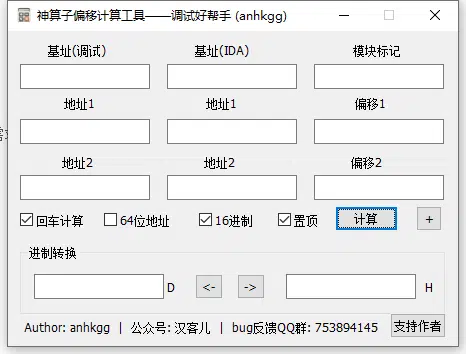 神算子偏移计算工具——调试好帮手 (anhkgg)
基址(调试) 基址(IDA) 模块标记
地址1 地址1 偏移1
地址2 地址2 偏移2
回车计算 64位地址 16进制 置顶 计算 +
进制转换
D <- -> H
Author: anhkgg | 公众号: 汉客儿 | bug反馈QQ群: 753894145 支持作者